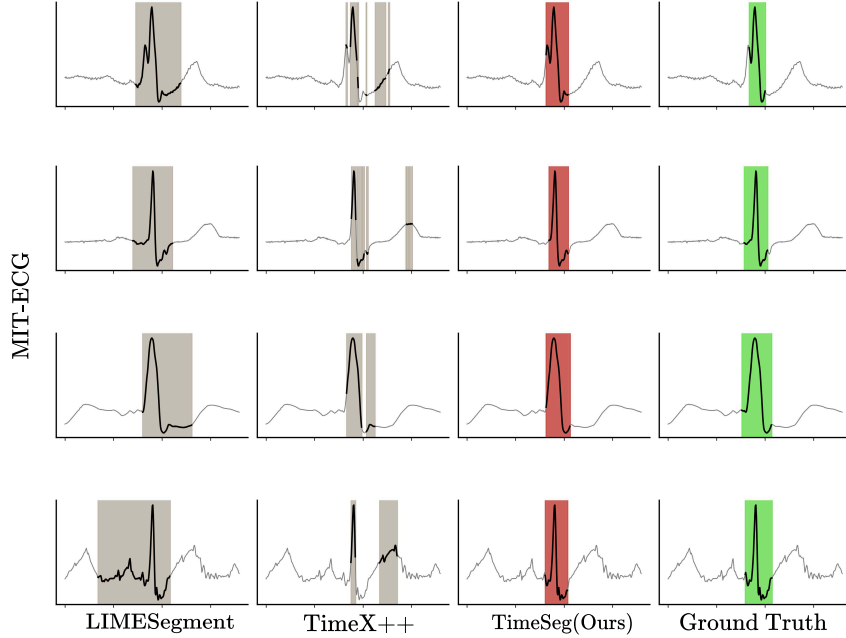 MIT-ECG
LIMESegment
TimeX++
TimeSeg(Ours)
Ground Truth